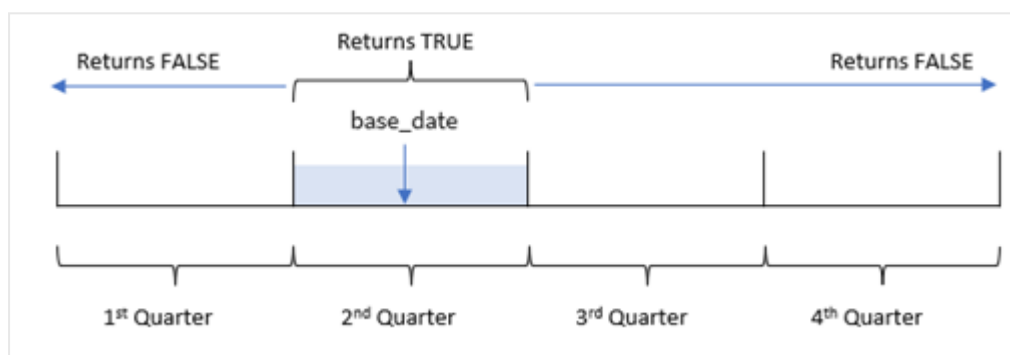 Returns TRUE
Returns FALSE
Returns FALSE
base_date
1st Quarter
2nd Quarter
3rd Quarter
4th Quarter